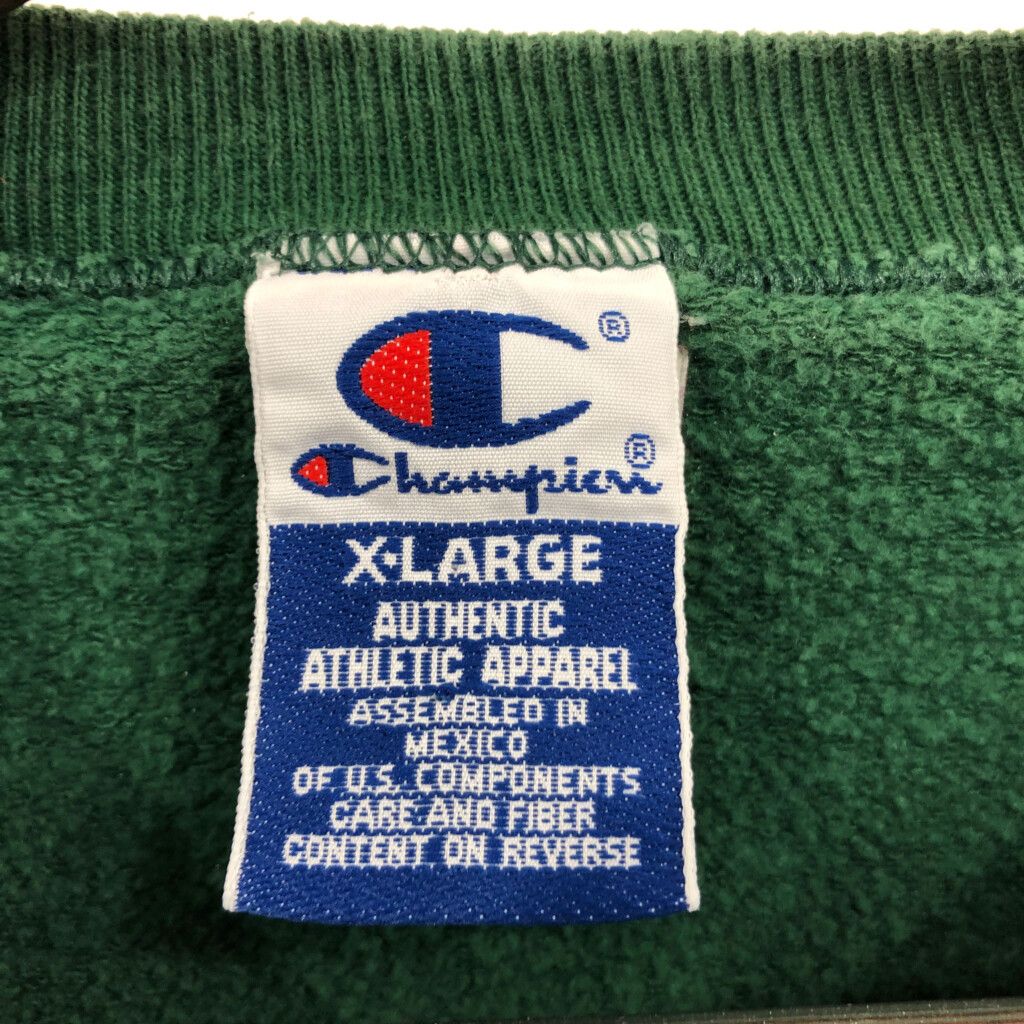 ®
Champion®
X-LARGE
AUTHENTIC
ATHLETIC APPAREL
ASSEMBLED IN
MEXICO
OF U.S. COMPONENTS
CARE AND FIBER
CONTENT ON REVERSE